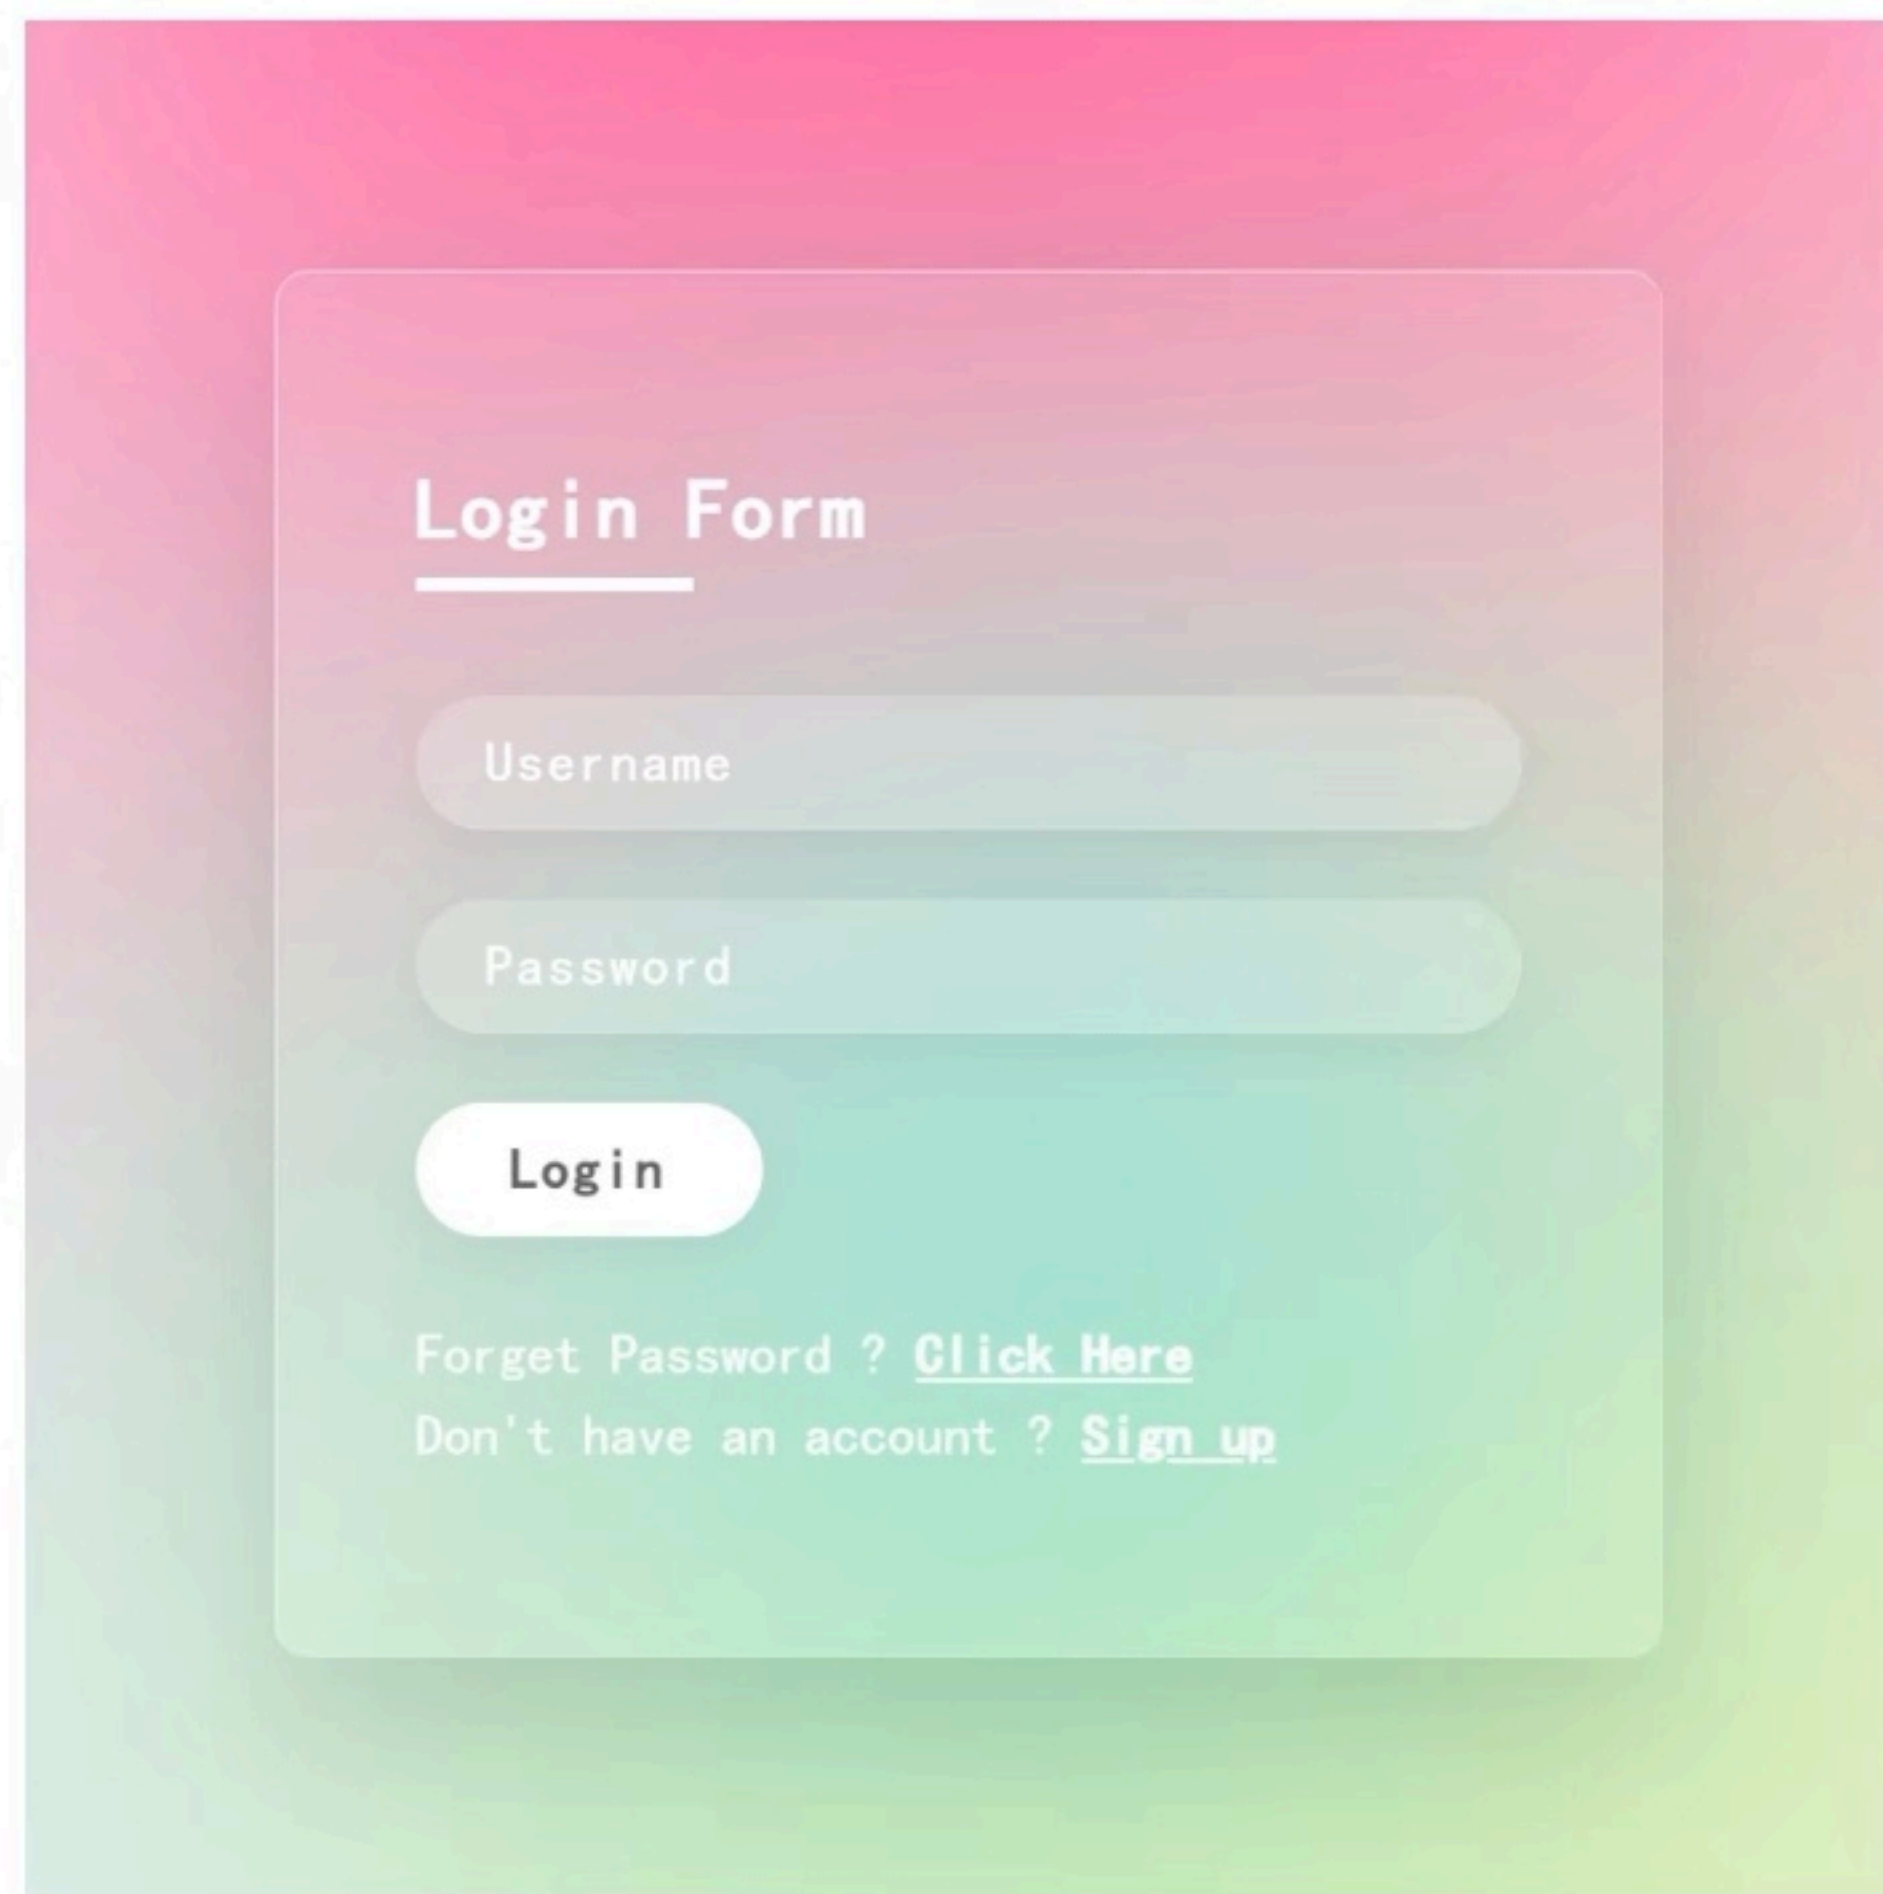 Login Form
Username
Password
Login
Forget Password ? Click Here
Don't have an account ? Sign up